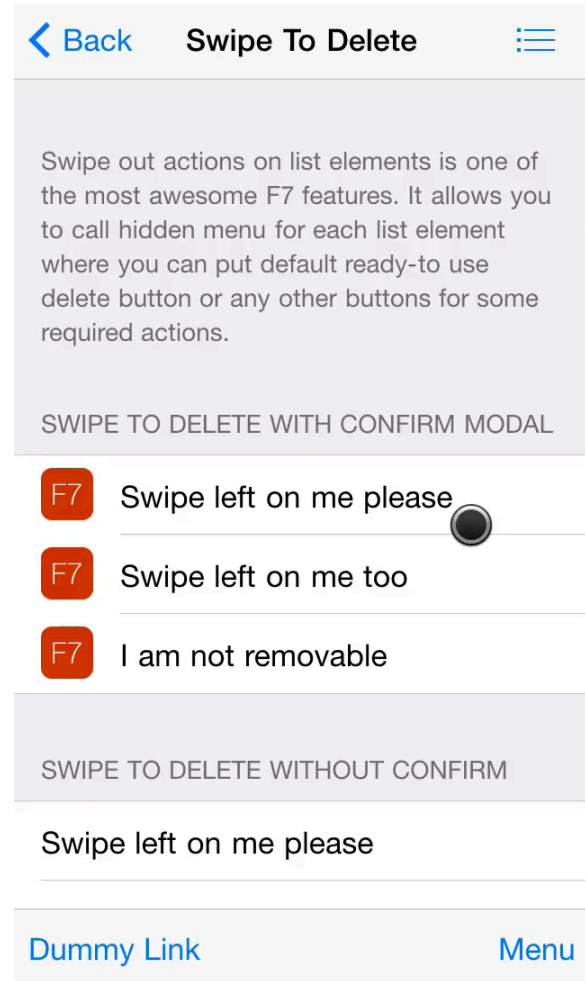 Back Swipe To Delete
Swipe out actions on list elements is one of
the most awesome F7 features. It allows you
to call hidden menu for each list element
where you can put default ready-to use
delete button or any other buttons for some
required actions.
SWIPE TO DELETE WITH CONFIRM MODAL
F7 Swipe left on me please
F7 Swipe left on me too
F7 I am not removable
SWIPE TO DELETE WITHOUT CONFIRM
Swipe left on me please
Dummy Link Menu